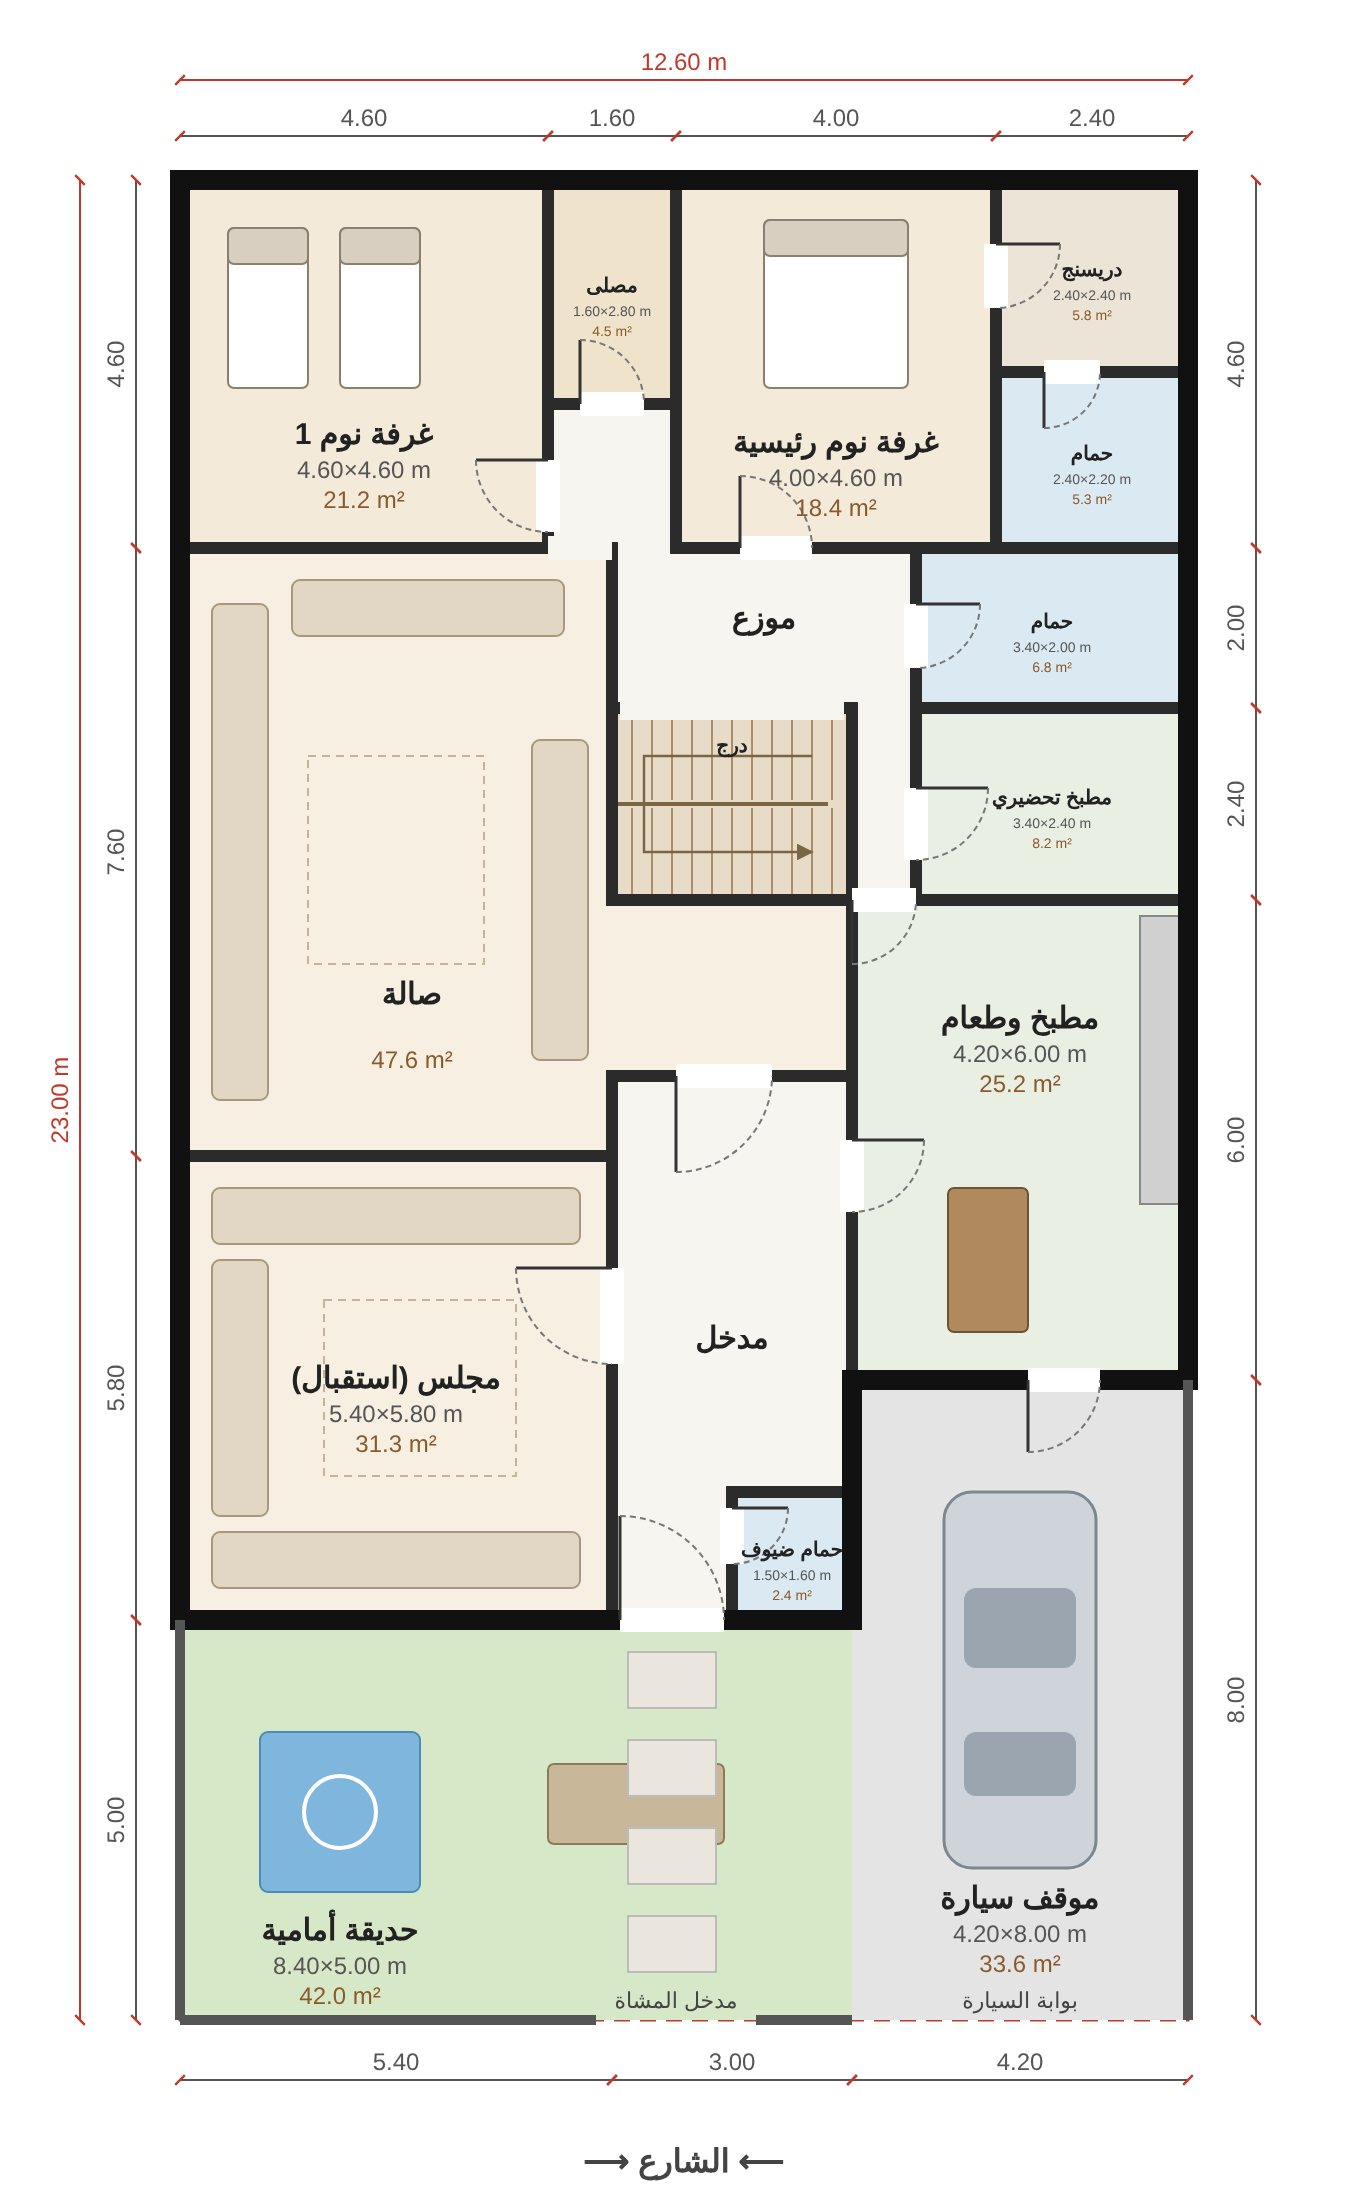 12.60 m
4.60
1.60
4.00
2.40
مصلى
1.60×2.80 m
4.5 m²
دريسنج
2.40×2.40 m
5.8 m²
4.60
4.60
غرفة نوم 1
4.60×4.60 m
21.2 m²
غرفة نوم رئيسية
4.00×4.60 m
18.4 m²
حمام
2.40×2.20 m
5.3 m²
موزع
حمام
3.40×2.00 m
6.8 m²
2.00
درج
مطبخ تحضيري
3.40×2.40 m
8.2 m²
2.40
7.60
صالة
47.6 m²
مطبخ وطعام
4.20×6.00 m
25.2 m²
23.00 m
6.00
مدخل
مجلس (استقبال)
5.40×5.80 m
31.3 m²
5.80
حمام ضيوف
1.50×1.60 m
2.4 m²
8.00
5.00
حديقة أمامية
8.40×5.00 m
42.0 m²
موقف سيارة
4.20×8.00 m
33.6 m²
مدخل المشاة
بوابة السيارة
5.40
3.00
4.20
⟵ الشارع ⟶